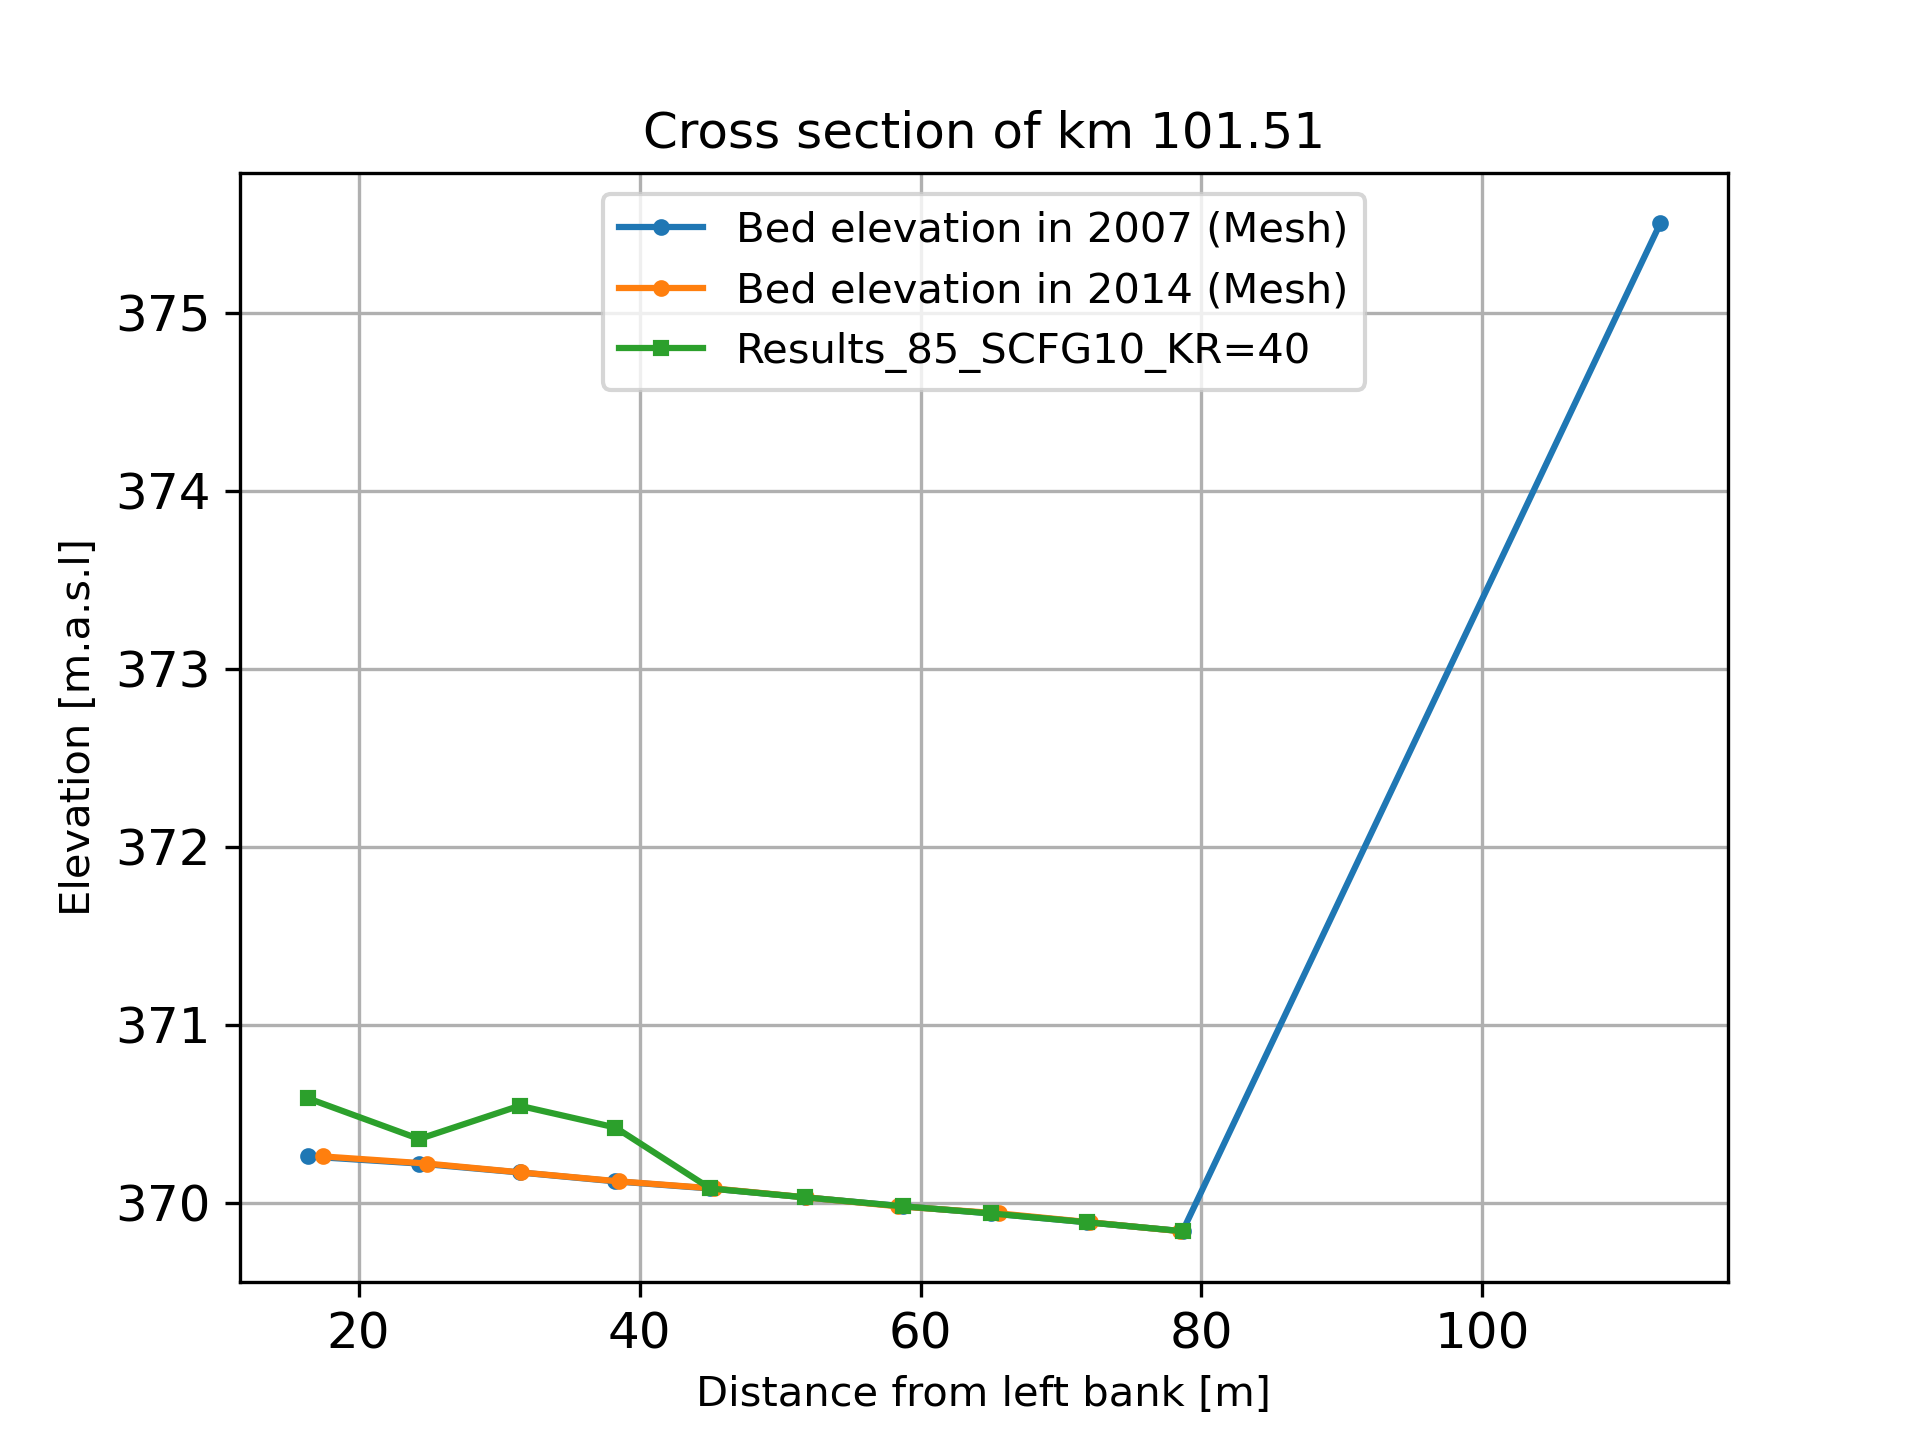 Cross section of km 101.51
Bed elevation in 2007 (Mesh)
Bed elevation in 2014 (Mesh)
Results_85_SCFG10_KR=40
375
374
373
372
371
370
Elevation [m.a.s.l]
20 40 60 80 100
Distance from left bank [m]